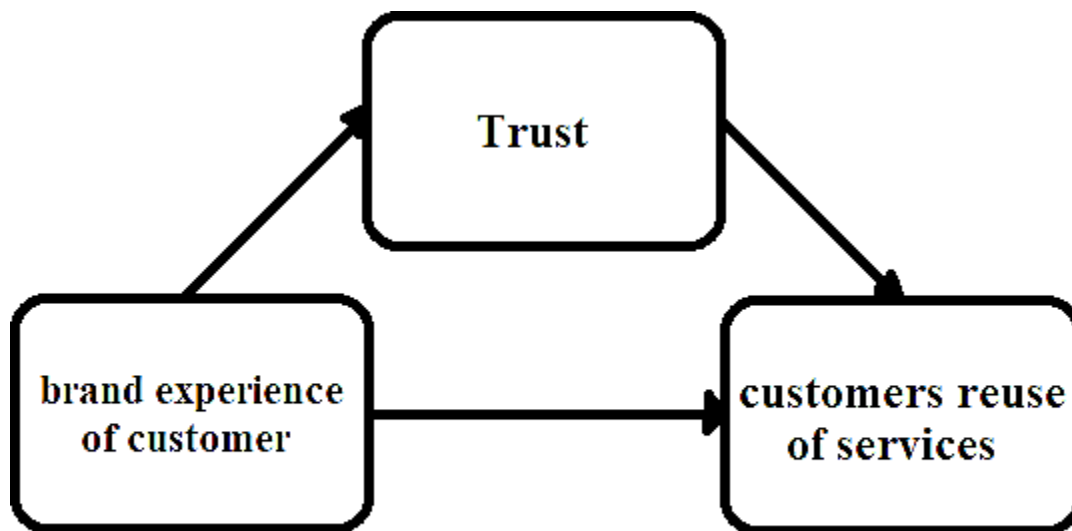 Trust
brand experience
of customer
customers reuse
of services